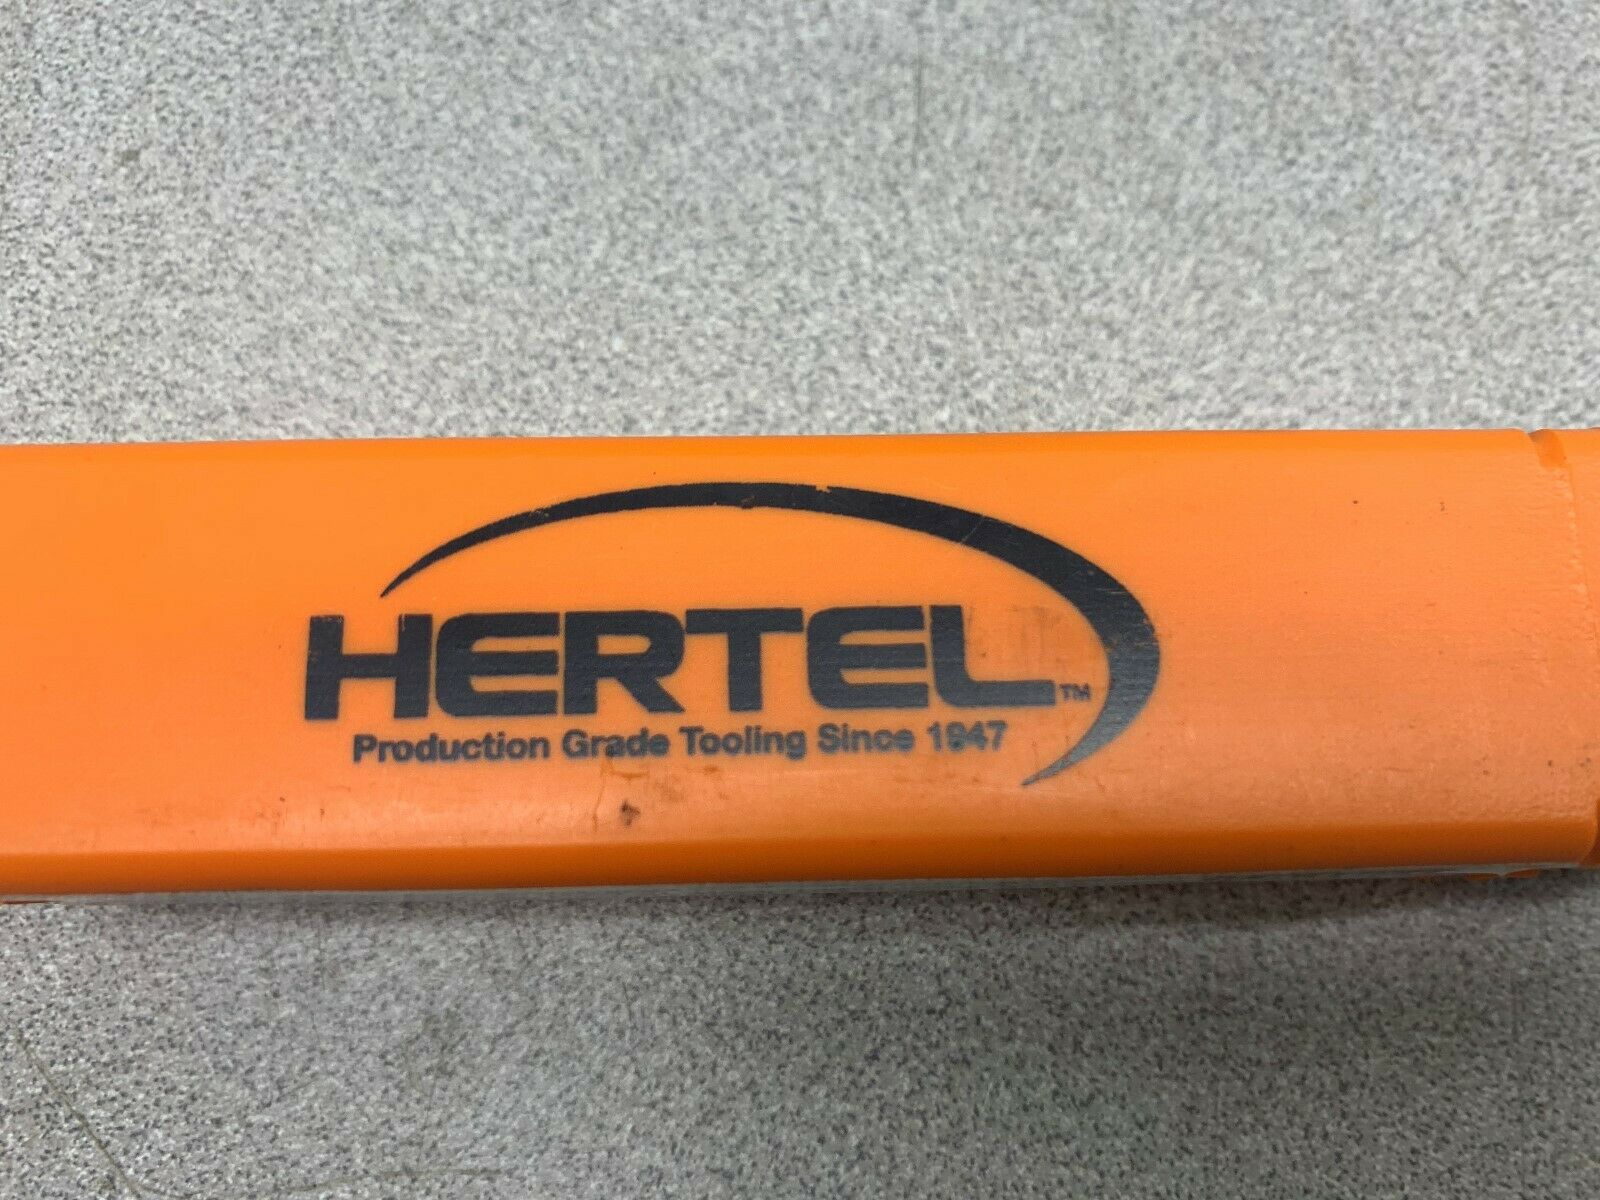 HERTEL™
Production Grade Tooling Since 1947